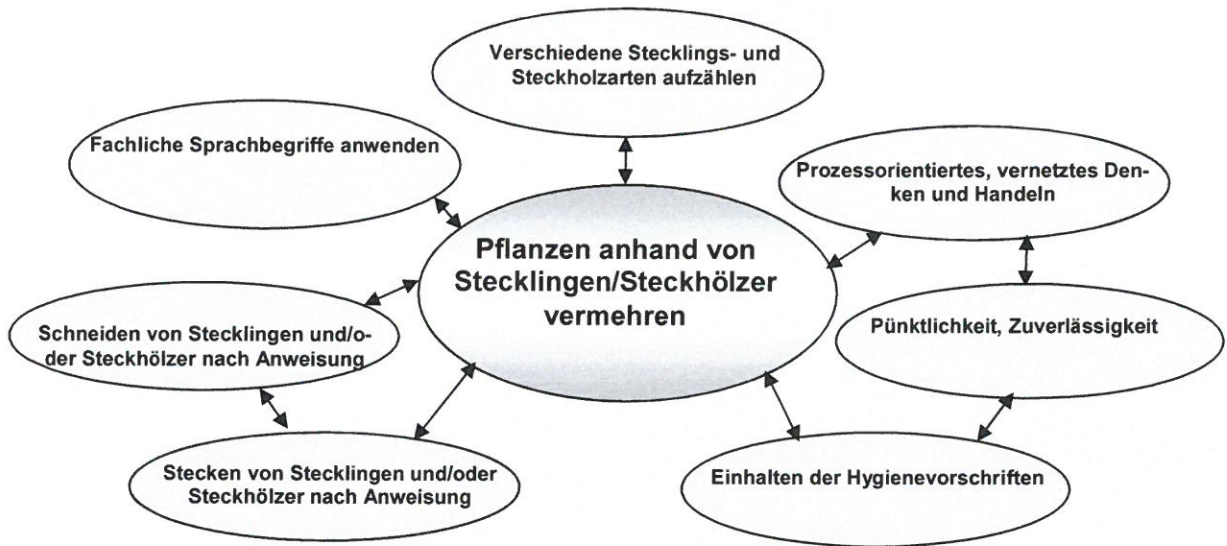 Verschiedene Stecklings- und
Steckholzarten aufzählen
Fachliche Sprachbegriffe anwenden
Prozessorientiertes, vernetztes Den-
ken und Handeln
Pflanzen anhand von
Stecklingen/Steckhölzer
vermehren
Schneiden von Stecklingen und/o-
der Steckhölzer nach Anweisung
Pünktlichkeit, Zuverlässigkeit
Stecken von Stecklingen und/oder
Steckhölzer nach Anweisung
Einhalten der Hygienevorschriften